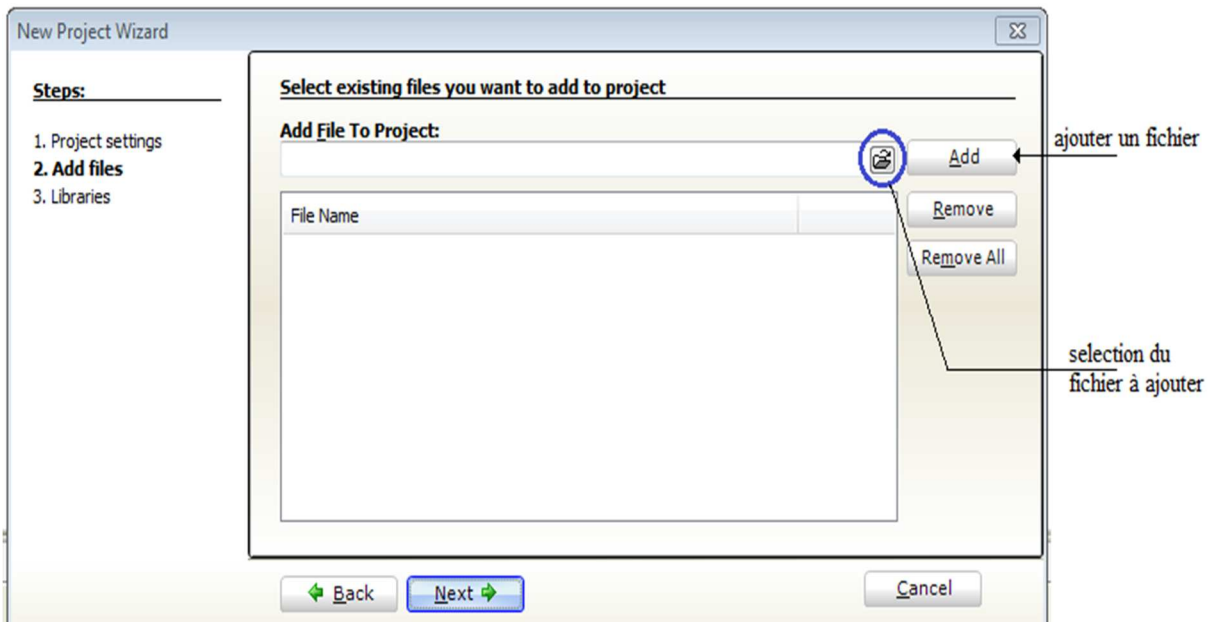 New Project Wizard
Steps:
1. Project settings
2. Add files
3. Libraries
Select existing files you want to add to project
Add File To Project:
Add
File Name
Remove
Remove All
Back
Next
Cancel
ajouter un fichier
selection du
fichier à ajouter